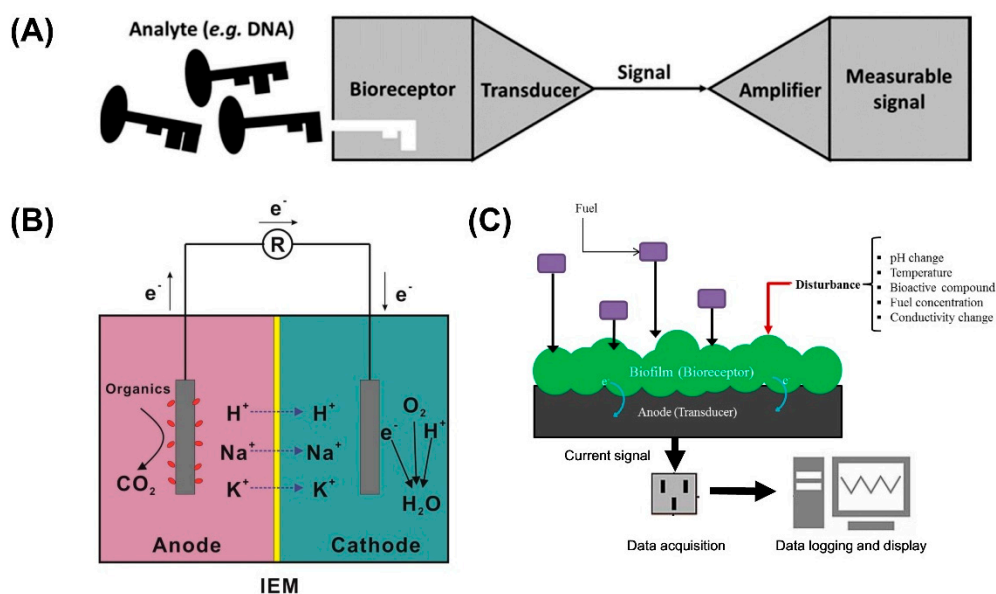 (A)
Analyte (e.g. DNA)
Bioreceptor
Transducer
Signal
Amplifier
Measurable
signal
(B)
e-
R
e-
e-
Organics
CO2
H+
Na+
K+
H+
Na+
K+
e-
O2
H+
H2O
Anode
Cathode
IEM
(C)
Fuel
Disturbance
▪ pH change
▪ Temperature
▪ Bioactive compound
▪ Fuel concentration
▪ Conductivity change
Biofilm (Bioreceptor)
e-
e-
Anode (Transducer)
Current signal
Data acquisition
Data logging and display